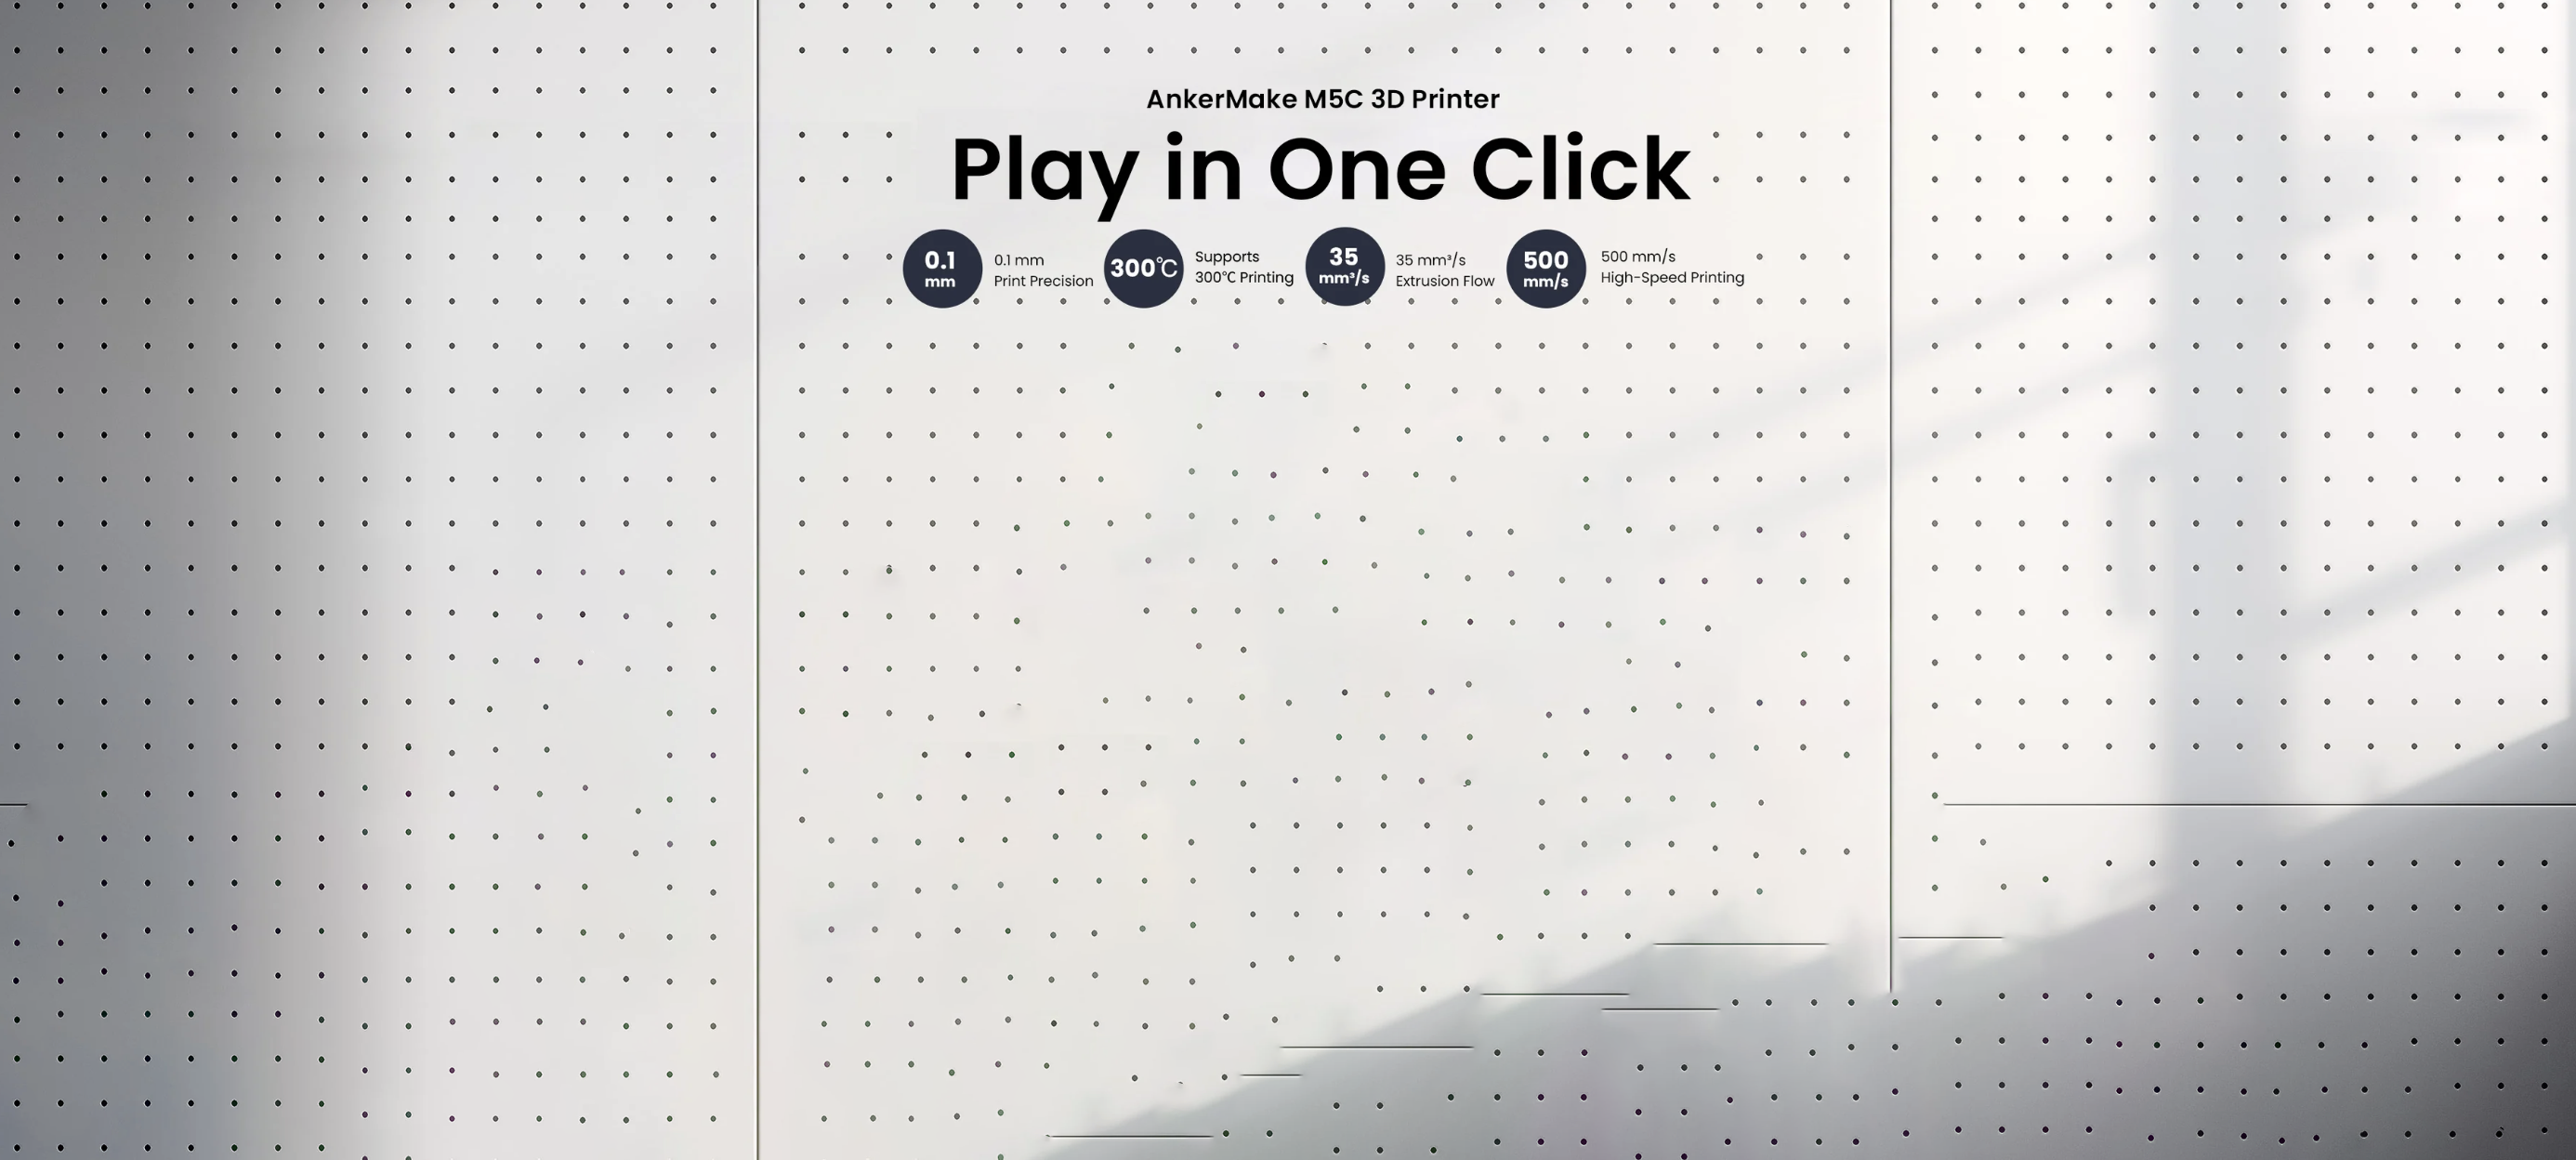 AnkerMake M5C 3D Printer
Play in One Click
0.1
mm
0.1 mm
Print Precision
300℃
Supports
300℃ Printing
35
mm³/s
35 mm³/s
Extrusion Flow
500
mm/s
500 mm/s
High-Speed Printing